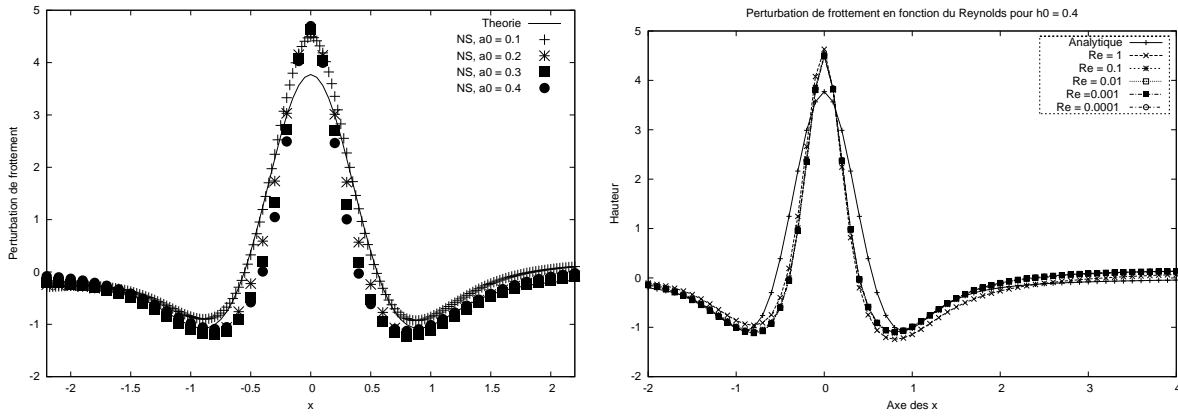 Perturbation de frottement
5
4
3
2
1
0
-1
-2
-2
-1.5
-1
-0.5
0
0.5
1
1.5
2
x
Theorie
NS, a0 = 0.1
NS, a0 = 0.2
NS, a0 = 0.3
NS, a0 = 0.4
Perturbation de frottement en fonction du Reynolds pour h0 = 0.4
Hauteur
5
4
3
2
1
0
-1
-2
-2
-1
0
1
2
3
4
Axe des x
Analytique
Re = 1
Re = 0.1
Re = 0.01
Re =0.001
Re = 0.0001